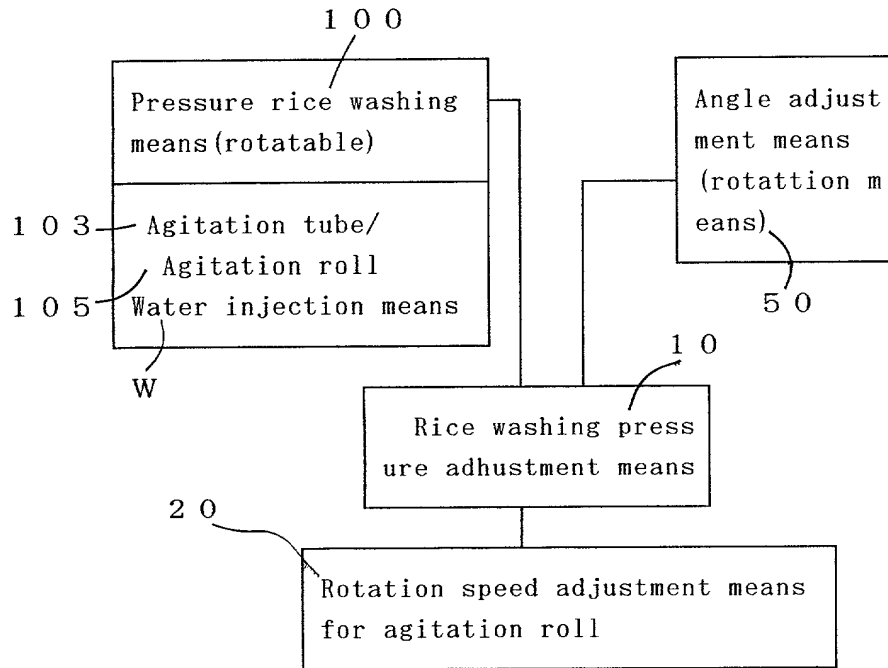 100
Pressure rice washing
means(rotatable)
103
Agitation tube/
Agitation roll
105
Water injection means
W
Angle adjust
ment means
(rotattion m
eans)
50
10
Rice washing press
ure adhustment means
20
Rotation speed adjustment means
for agitation roll